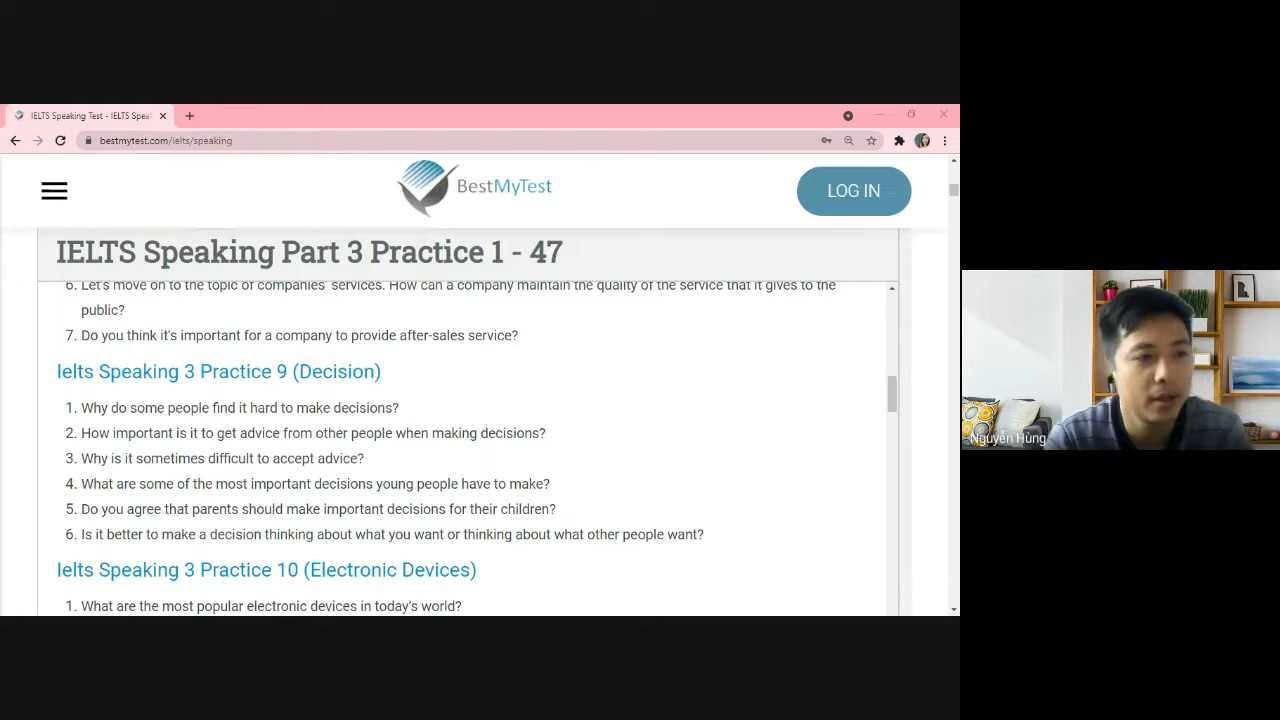 IELTS Speaking Test - IELTS Speak
bestmytest.com/ielts/speaking
BestMyTest
LOG IN
IELTS Speaking Part 3 Practice 1 - 47
6. Let's move on to the topic of companies' services. How can a company maintain the quality of the service that it gives to the
public?
7. Do you think it's important for a company to provide after-sales service?
Ielts Speaking 3 Practice 9 (Decision)
1. Why do some people find it hard to make decisions?
2. How important is it to get advice from other people when making decisions?
3. Why is it sometimes difficult to accept advice?
4. What are some of the most important decisions young people have to make?
5. Do you agree that parents should make important decisions for their children?
6. Is it better to make a decision thinking about what you want or thinking about what other people want?
Ielts Speaking 3 Practice 10 (Electronic Devices)
1. What are the most popular electronic devices in today's world?
Nguyễn Hùng